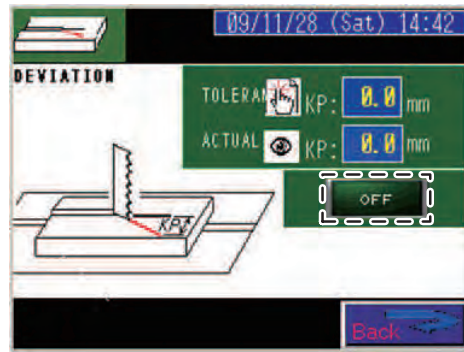 09/11/28 (Sat) 14:42
DEVIATION
TOLERAN KP: 0.0 mm
ACTUAL KP: 0.0 mm
OFF
KP
Back